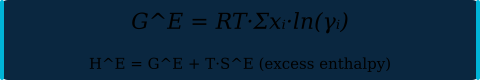 G^E = RT·Σxᵢ·ln(γᵢ)
H^E = G^E + T·S^E (excess enthalpy)